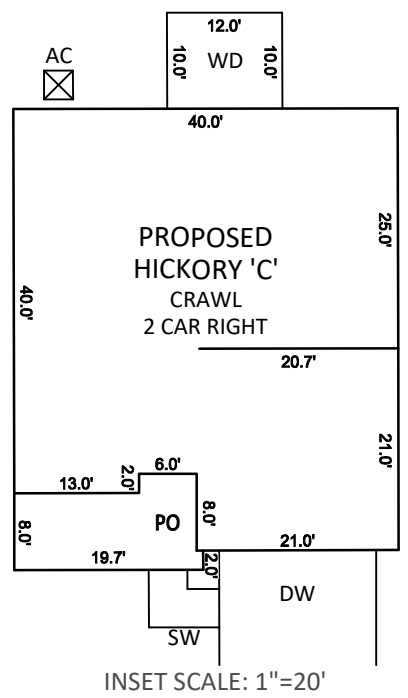 12.0'
AC
10.0'
WD
10.0'
40.0'
25.0'
PROPOSED
HICKORY 'C'
CRAWL
2 CAR RIGHT
40.0'
20.7'
21.0'
6.0'
2.0'
13.0'
8.0'
PO
8.0'
21.0'
19.7'
2.0'
DW
SW
INSET SCALE: 1"=20'